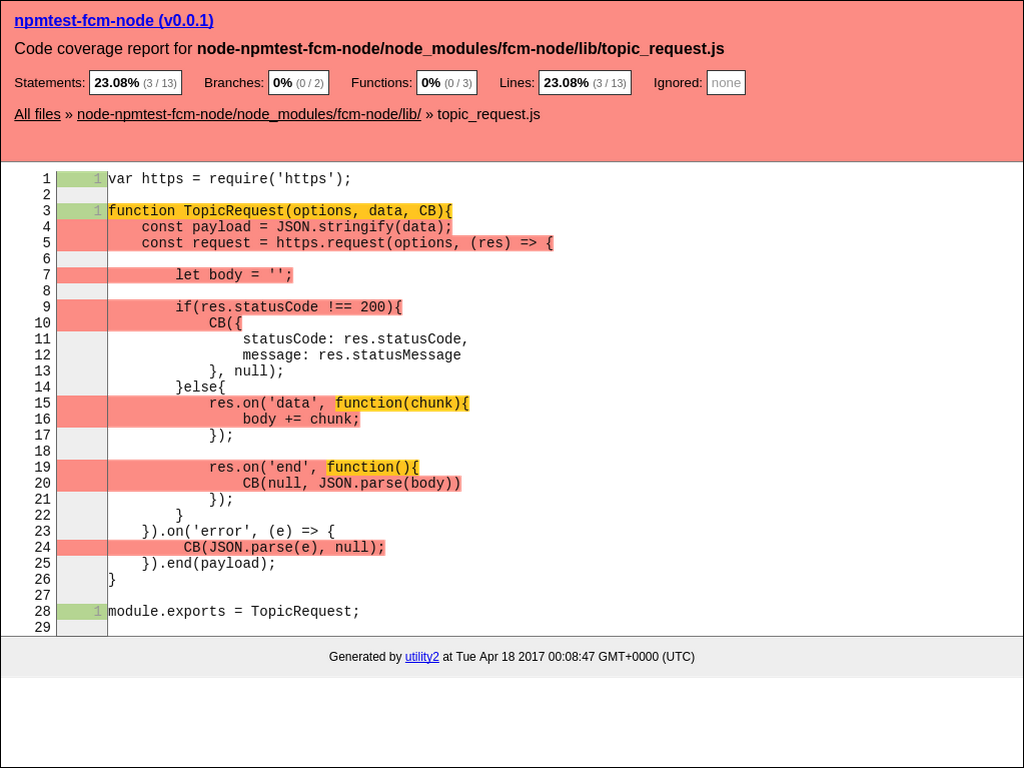 npmtest-fcm-node (v0.0.1)
Code coverage report for node-npmtest-fcm-node/node_modules/fcm-node/lib/topic_request.js
Statements: 23.08% (3 / 13) Branches: 0% (0 / 2) Functions: 0% (0 / 3) Lines: 23.08% (3 / 13) Ignored: none
All files » node-npmtest-fcm-node/node_modules/fcm-node/lib/ » topic_request.js
1 1 var https = require('https');
2
3 1 function TopicRequest(options, data, CB){
4     const payload = JSON.stringify(data);
5     const request = https.request(options, (res) => {
6
7         let body = '';
8
9         if(res.statusCode !== 200){
10             CB({
11                 statusCode: res.statusCode,
12                 message: res.statusMessage
13             }, null);
14         }else{
15             res.on('data', function(chunk){
16                 body += chunk;
17             });
18
19             res.on('end', function(){
20                 CB(null, JSON.parse(body))
21             });
22         }
23     }).on('error', (e) => {
24          CB(JSON.parse(e), null);
25     }).end(payload);
26 }
27
28 1 module.exports = TopicRequest;
29
Generated by utility2 at Tue Apr 18 2017 00:08:47 GMT+0000 (UTC)